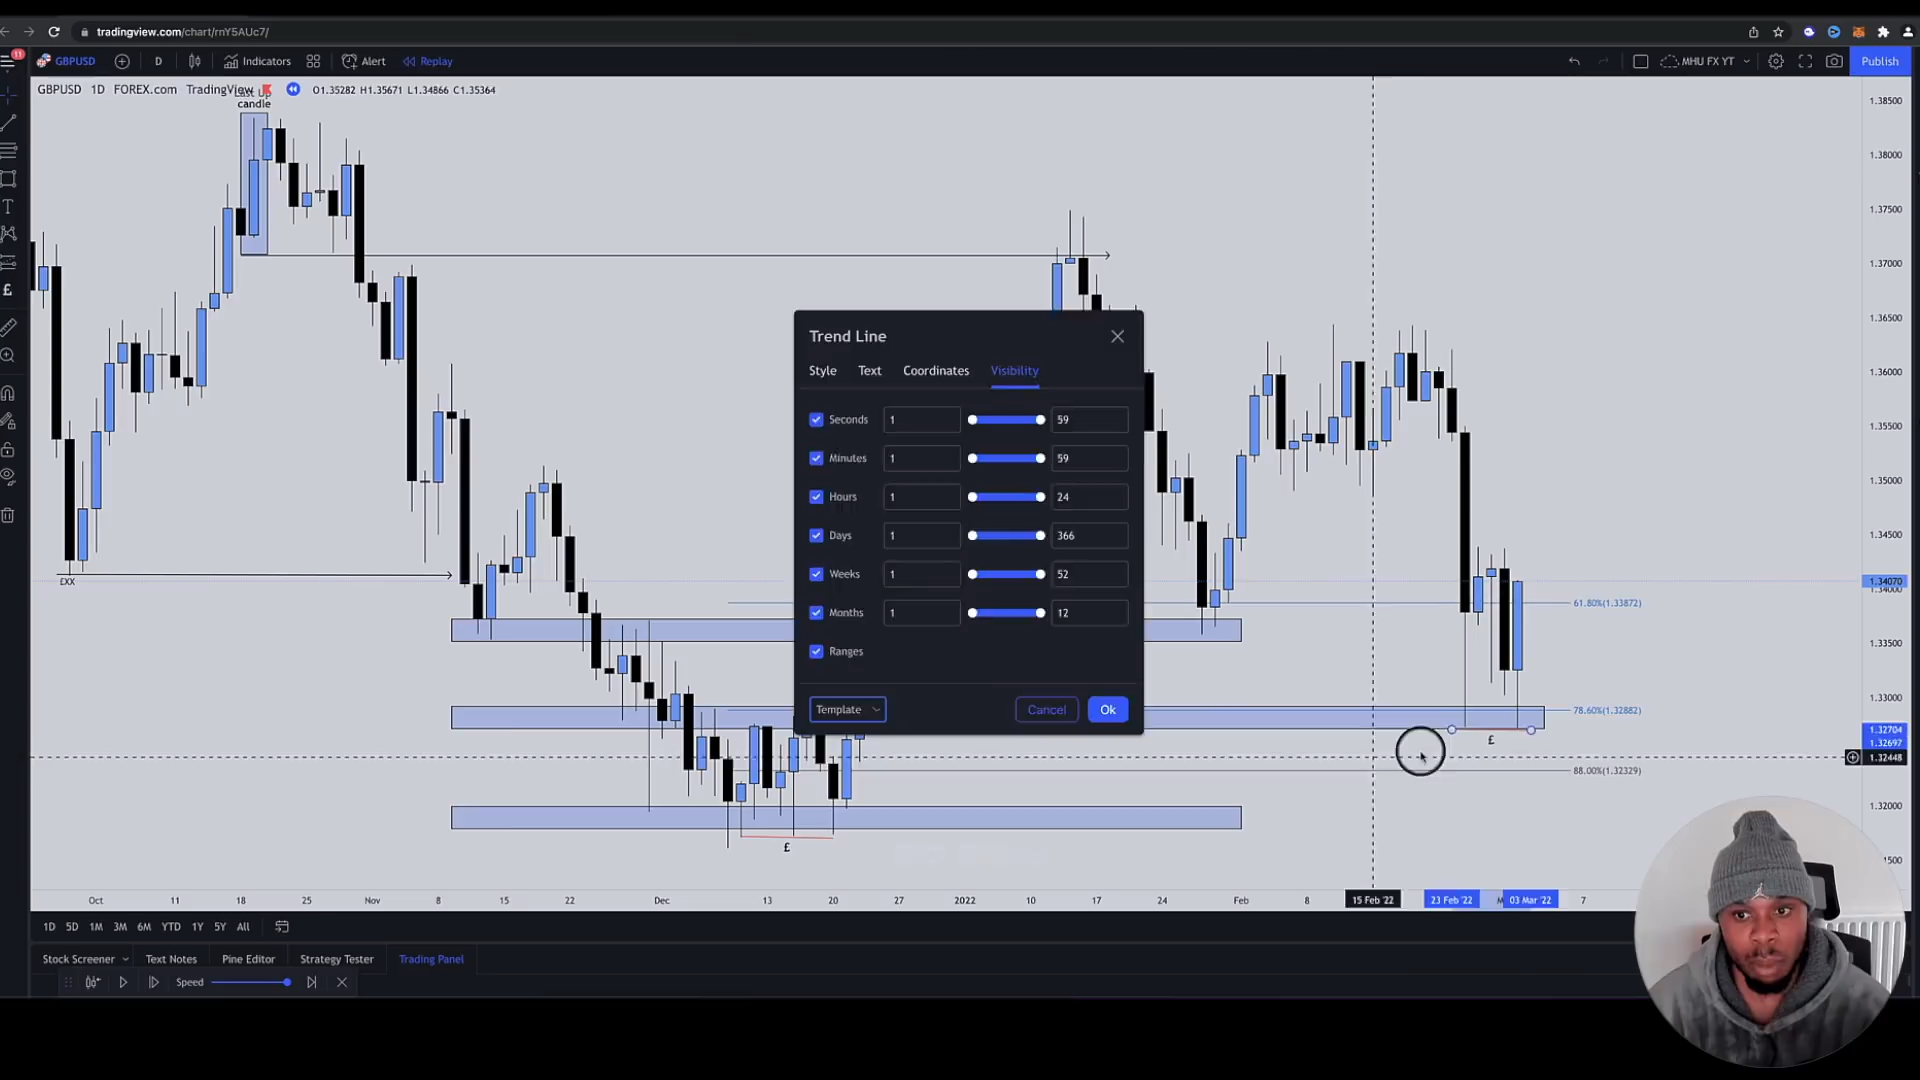 tradingview.com/chart/rnY5AUc7/
11
GBPUSD
D
Indicators
Alert
Replay
MHU FX YT
Publish
GBPUSD 1D FOREX.com TradingView
O1.35282 H1.35671 L1.34866 C1.35364
Last Up
candle
1.38500
1.38000
1.37500
1.37000
1.36500
1.36000
1.35500
1.35000
1.34500
1.34070
1.34000
1.33500
1.33000
1.32704
1.32697
1.32448
1.32000
£
T
Trend Line
Style Text Coordinates Visibility
Seconds 1 59
Minutes 1 59
Hours 1 24
Days 1 366
Weeks 1 52
Months 1 12
Ranges
Template
Cancel
Ok
£XX
61.80%(1.33872)
78.60%(1.32882)
88.00%(1.32329)
£
£
Oct 11 18 25 Nov 8 15 22 Dec 13 20 27 2022 10 17 24 Feb 8 15 Feb '22 23 Feb '22 03 Mar '22 7
1D 5D 1M 3M 6M YTD 1Y 5Y All
Stock Screener Text Notes Pine Editor Strategy Tester Trading Panel
Speed